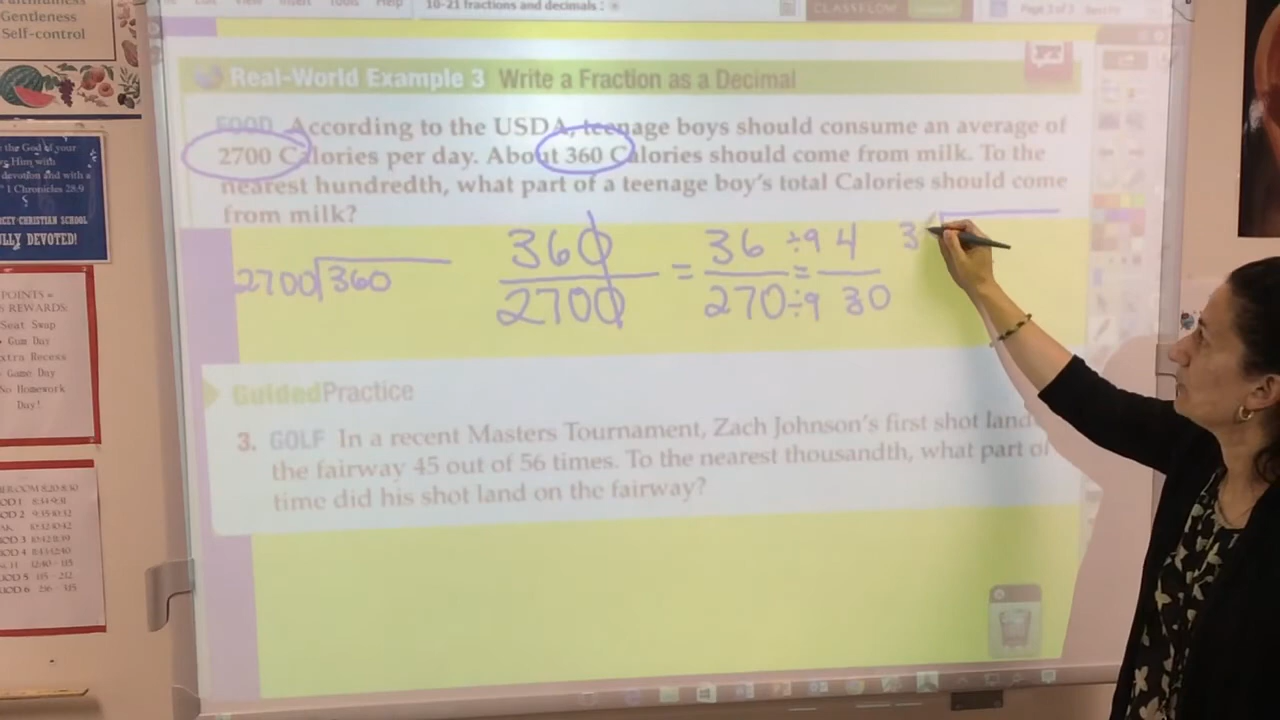 Gentleness
Self-control
10-21 fractions and decimals :
CLASSFLOW
Page 3 of 3
the God of your
Him with
devotion and with a
1 Chronicles 28:9
CHRISTIAN SCHOOL
DEVOTED!
POINTS =
REWARDS:
Seat Swap
Gum Day
Extra Recess
Game Day
No Homework
Day!
Real-World Example 3 Write a Fraction as a Decimal
FOOD According to the USDA, teenage boys should consume an average of
2700 Calories per day. About 360 Calories should come from milk. To the
nearest hundredth, what part of a teenage boy's total Calories should come
from milk?
2700 360
360
2700
=
36 ÷9
270 ÷9
=
4
30
3
GuidedPractice
3. GOLF In a recent Masters Tournament, Zach Johnson's first shot land
the fairway 45 out of 56 times. To the nearest thousandth, what part of
time did his shot land on the fairway?